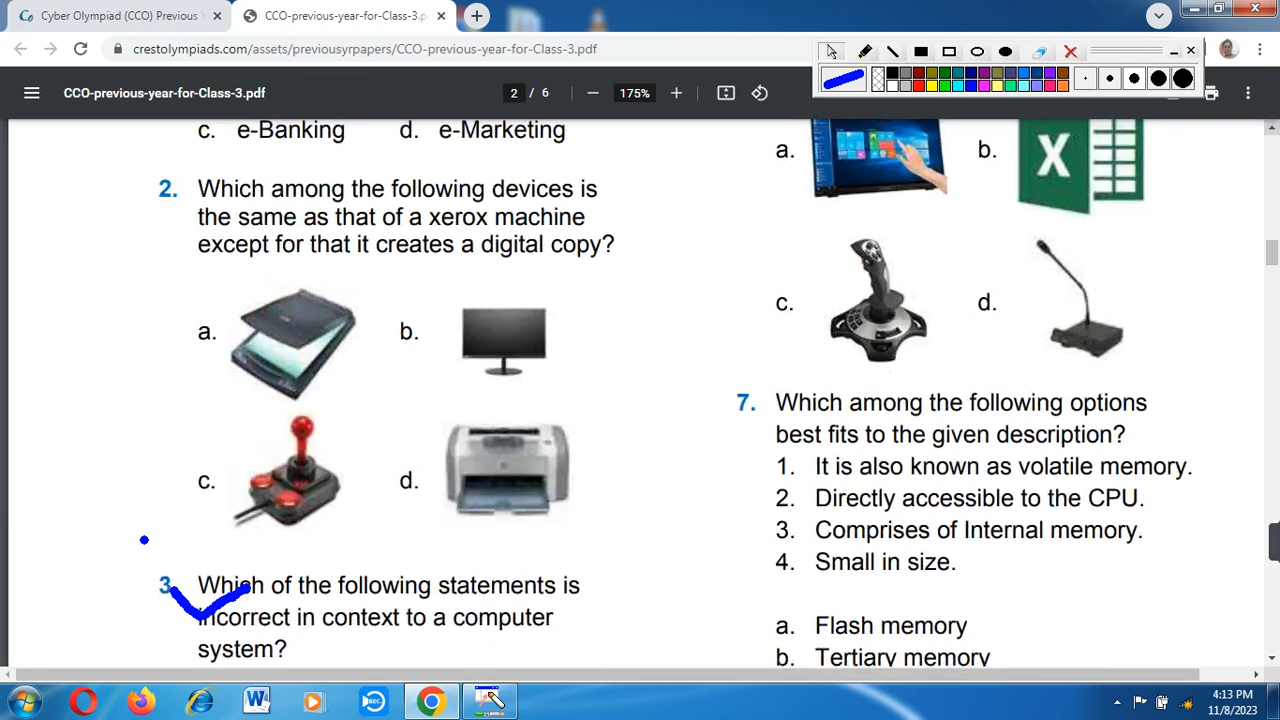 Cyber Olympiad (CCO) Previous Y
CCO-previous-year-for-Class-3.pd
crestolympiads.com/assets/previousyrpapers/CCO-previous-year-for-Class-3.pdf
CCO-previous-year-for-Class-3.pdf
2 / 6
175%
c. e-Banking d. e-Marketing
2. Which among the following devices is
the same as that of a xerox machine
except for that it creates a digital copy?
a. b.
c. d.
3. Which of the following statements is
incorrect in context to a computer
system?
a. b.
X
c. d.
7. Which among the following options
best fits to the given description?
1. It is also known as volatile memory.
2. Directly accessible to the CPU.
3. Comprises of Internal memory.
4. Small in size.
a. Flash memory
b. Tertiary memory
REC
4:13 PM
11/8/2023